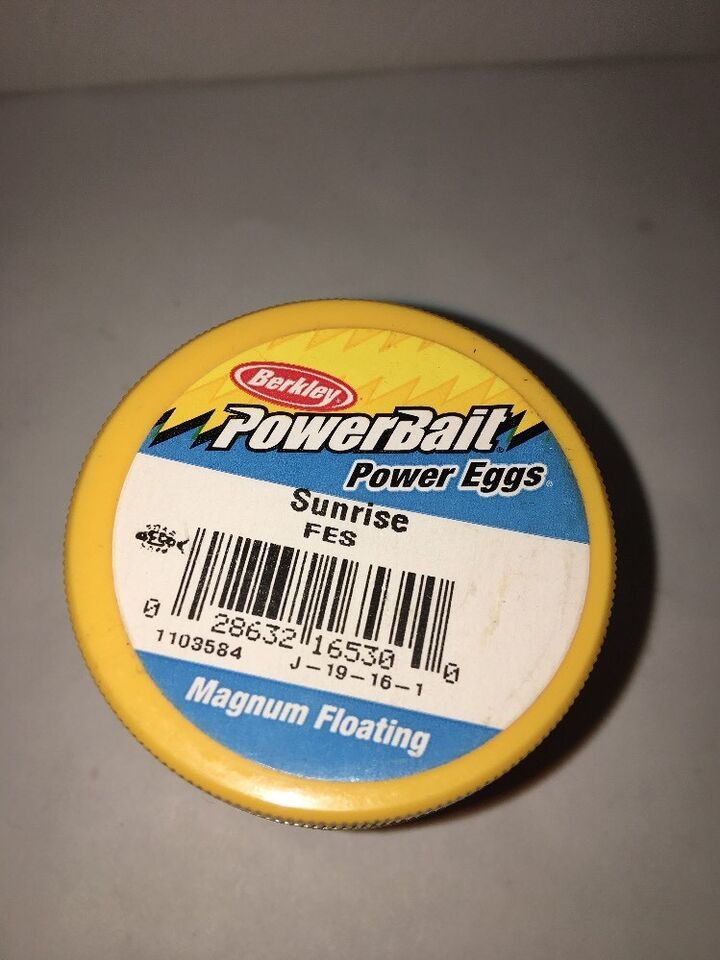 Berkley
PowerBait
Power Eggs®
Sunrise
FES
0 28632 16530 0
1103584 J-19-16-1
Magnum Floating